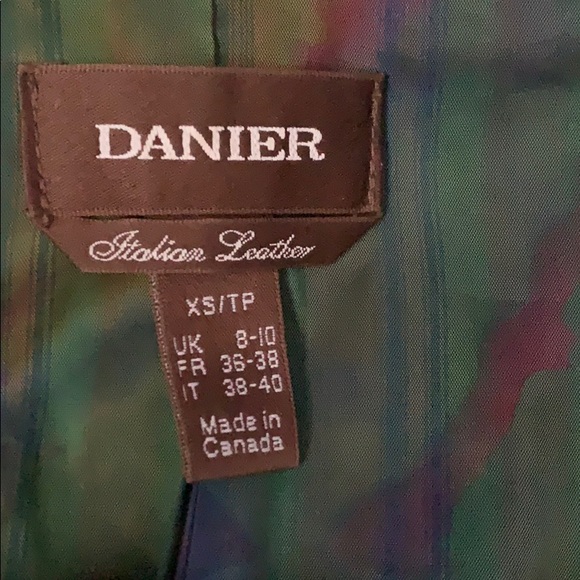 DANIER
Italian Leather
XS/TP
UK 8-10
FR 36-38
IT 38-40
Made in
Canada